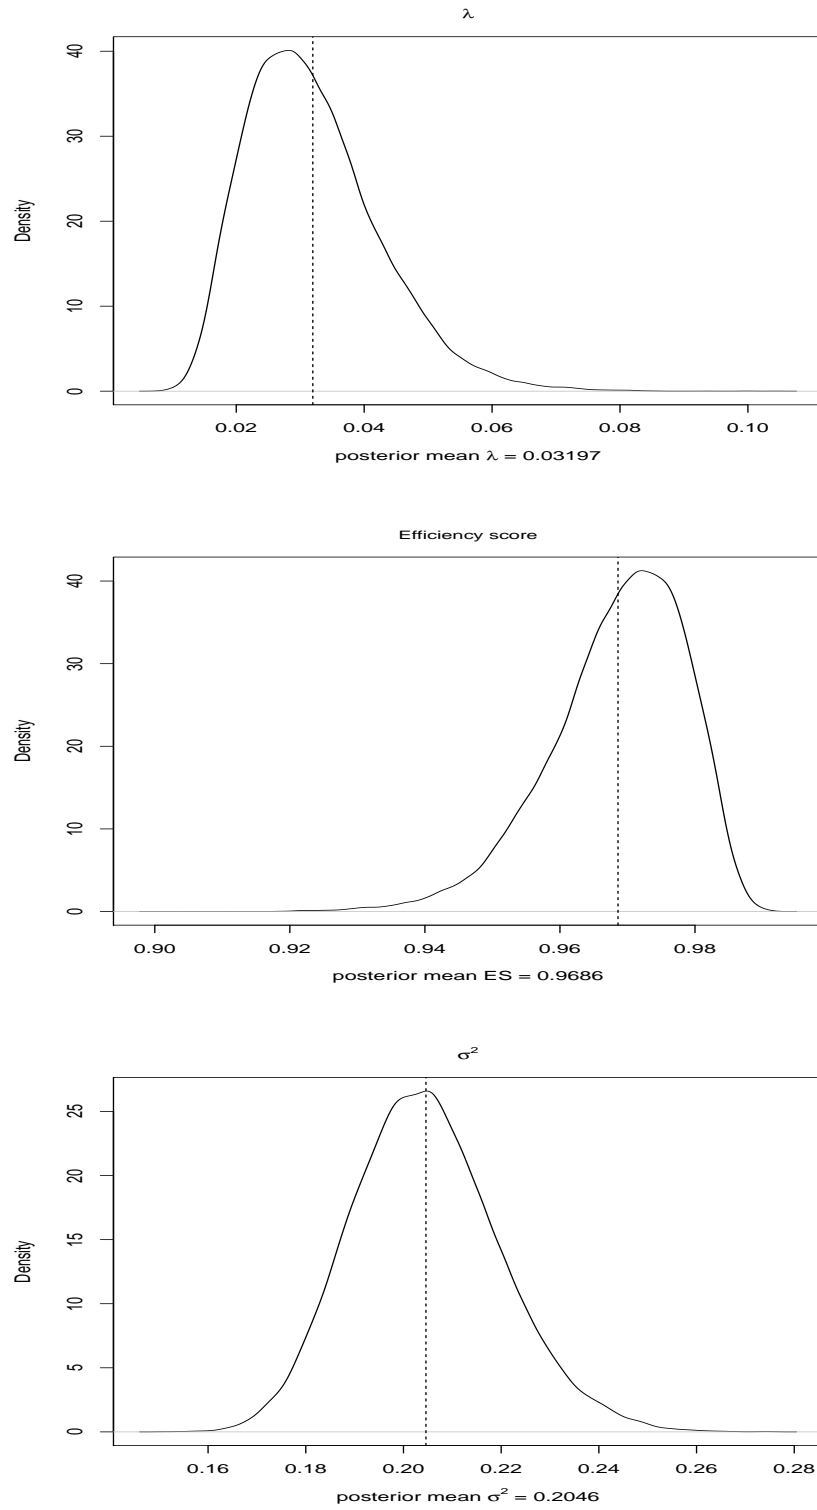 λ
40
30
20
10
0
Density
0.02 0.04 0.06 0.08 0.10
posterior mean λ = 0.03197
Efficiency score
40
30
20
10
0
Density
0.90 0.92 0.94 0.96 0.98
posterior mean ES = 0.9686
σ²
25
20
15
10
5
0
Density
0.16 0.18 0.20 0.22 0.24 0.26 0.28
posterior mean σ² = 0.2046